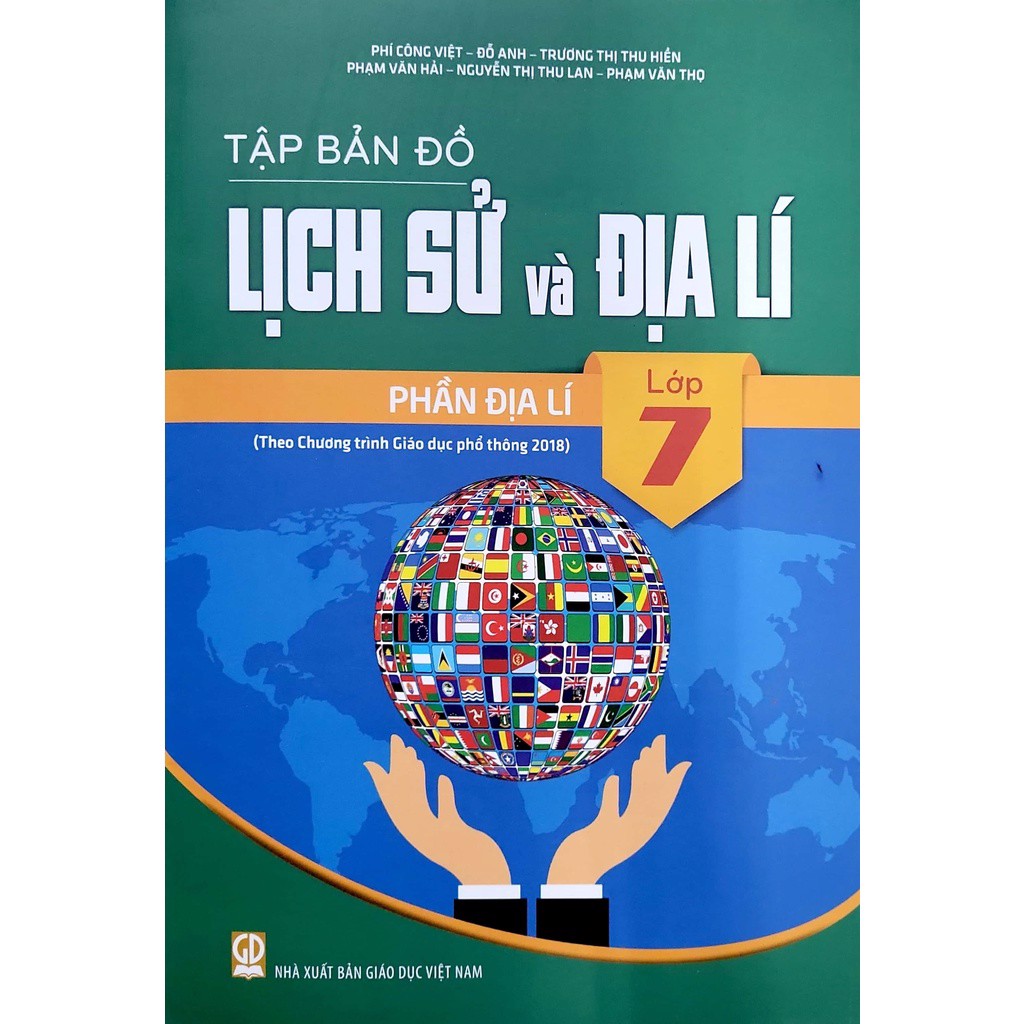 PHÍ CÔNG VIỆT – ĐỖ ANH – TRƯƠNG THỊ THU HIỀN
PHẠM VĂN HẢI – NGUYỄN THỊ THU LAN – PHẠM VĂN THỌ
TẬP BẢN ĐỒ
LỊCH SỬ và ĐỊA LÍ
PHẦN ĐỊA LÍ
Lớp
7
(Theo Chương trình Giáo dục phổ thông 2018)
GD
NHÀ XUẤT BẢN GIÁO DỤC VIỆT NAM